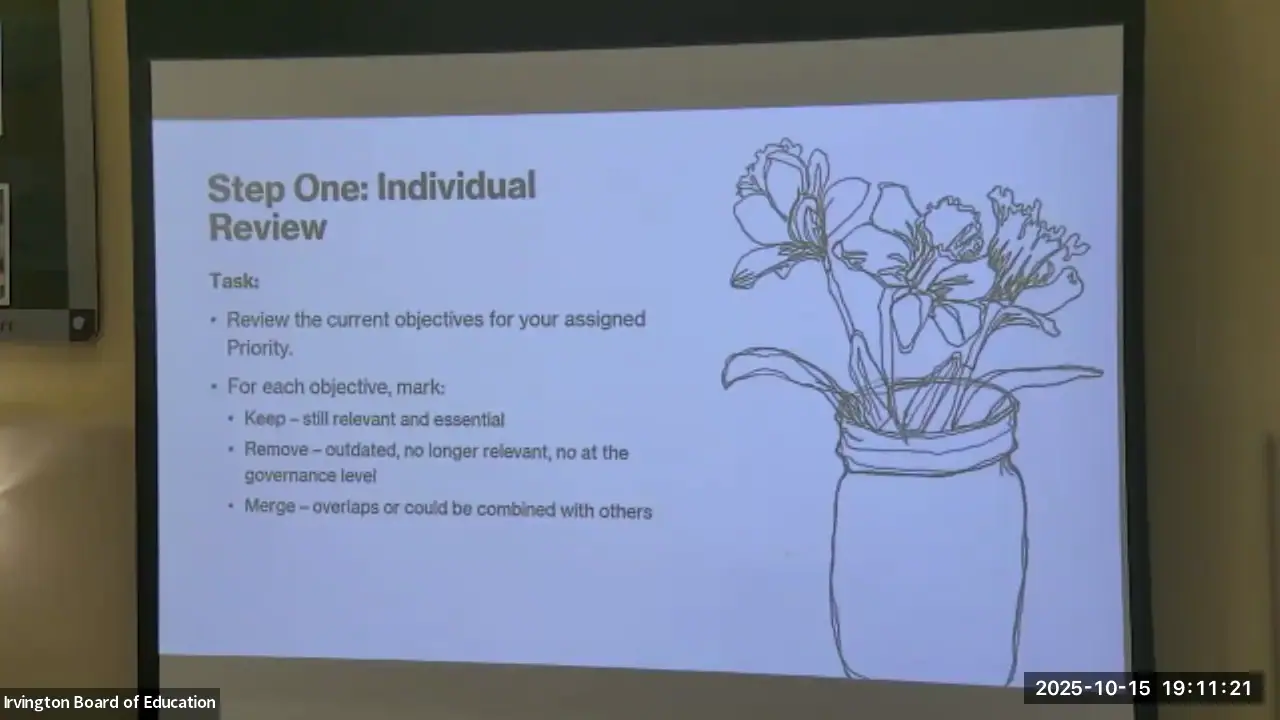 Step One: Individual
Review
Task:
• Review the current objectives for your assigned
Priority.
• For each objective, mark:
• Keep – still relevant and essential
• Remove – outdated, no longer relevant, no at the
governance level
• Merge – overlaps or could be combined with others
Irvington Board of Education
2025-10-15 19:11:21